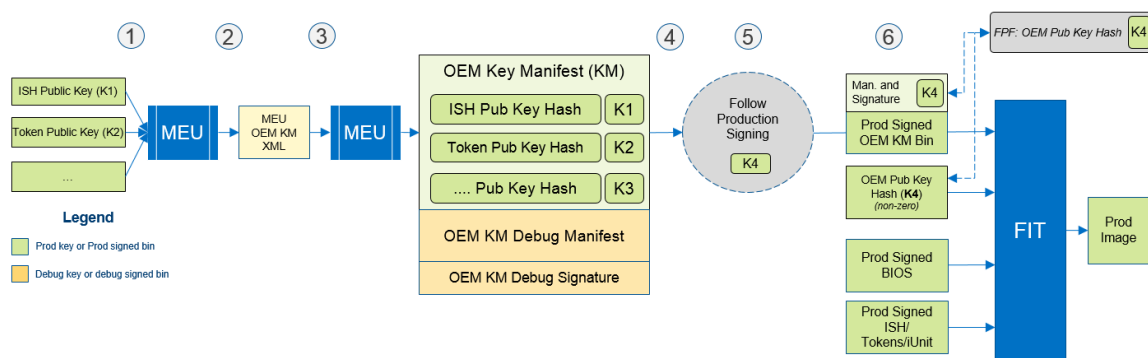 1
2
3
4
5
6
ISH Public Key (K1)
Token Public Key (K2)
...
MEU
MEU
OEM KM
XML
MEU
OEM Key Manifest (KM)
ISH Pub Key Hash
K1
Token Pub Key Hash
K2
.... Pub Key Hash
K3
OEM KM Debug Manifest
OEM KM Debug Signature
Follow
Production
Signing
K4
FPF: OEM Pub Key Hash
K4
Man. and
Signature
K4
Prod Signed
OEM KM Bin
OEM Pub Key
Hash (K4)
(non-zero)
Prod Signed
BIOS
Prod Signed
ISH/
Tokens/iUnit
FIT
Prod
Image
Legend
Prod key or Prod signed bin
Debug key or debug signed bin